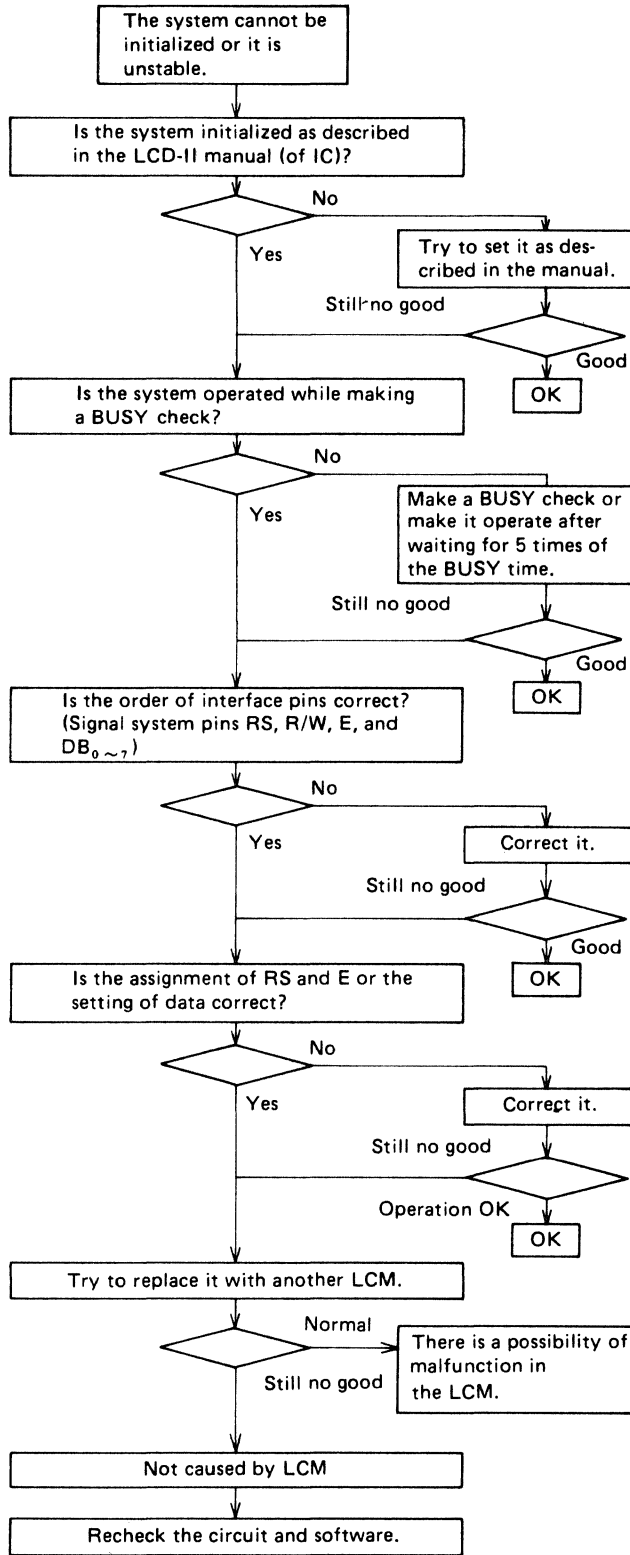 The system cannot be
initialized or it is
unstable.
Is the system initialized as described
in the LCD-II manual (of IC)?
No
Yes
Try to set it as des-
cribed in the manual.
Still no good
Good
OK
Is the system operated while making
a BUSY check?
No
Yes
Make a BUSY check or
make it operate after
waiting for 5 times of
the BUSY time.
Still no good
Good
OK
Is the order of interface pins correct?
(Signal system pins RS, R/W, E, and
DB₀～₇)
No
Yes
Correct it.
Still no good
Good
OK
Is the assignment of RS and E or the
setting of data correct?
No
Yes
Correct it.
Still no good
Operation OK
OK
Try to replace it with another LCM.
Normal
There is a possibility of
malfunction in
the LCM.
Still no good
Not caused by LCM
Recheck the circuit and software.